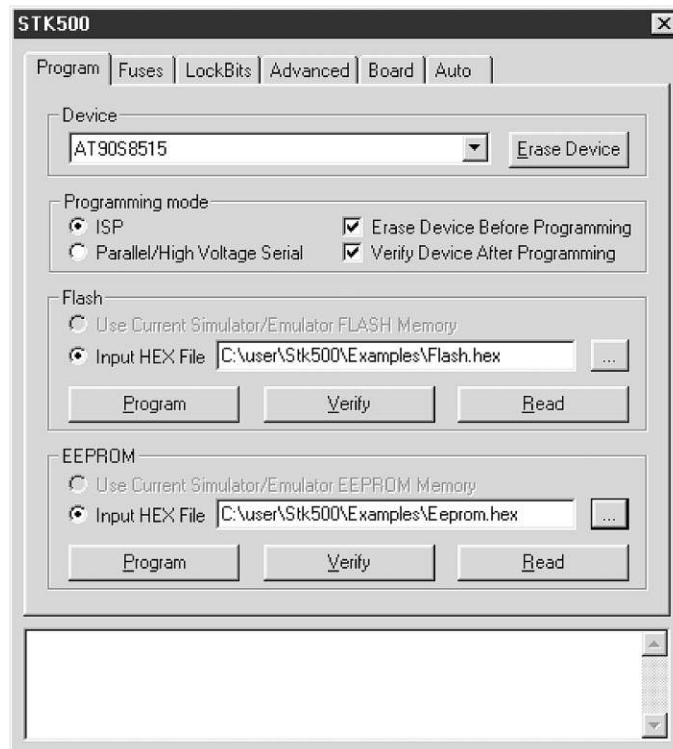 STK500
Program Fuses LockBits Advanced Board Auto
Device
AT90S8515 Erase Device
Programming mode
ISP Erase Device Before Programming
Parallel/High Voltage Serial Verify Device After Programming
Flash
Use Current Simulator/Emulator FLASH Memory
Input HEX File C:\user\Stk500\Examples\Flash.hex ...
Program Verify Read
EEPROM
Use Current Simulator/Emulator EEPROM Memory
Input HEX File C:\user\Stk500\Examples\Eeprom.hex ...
Program Verify Read